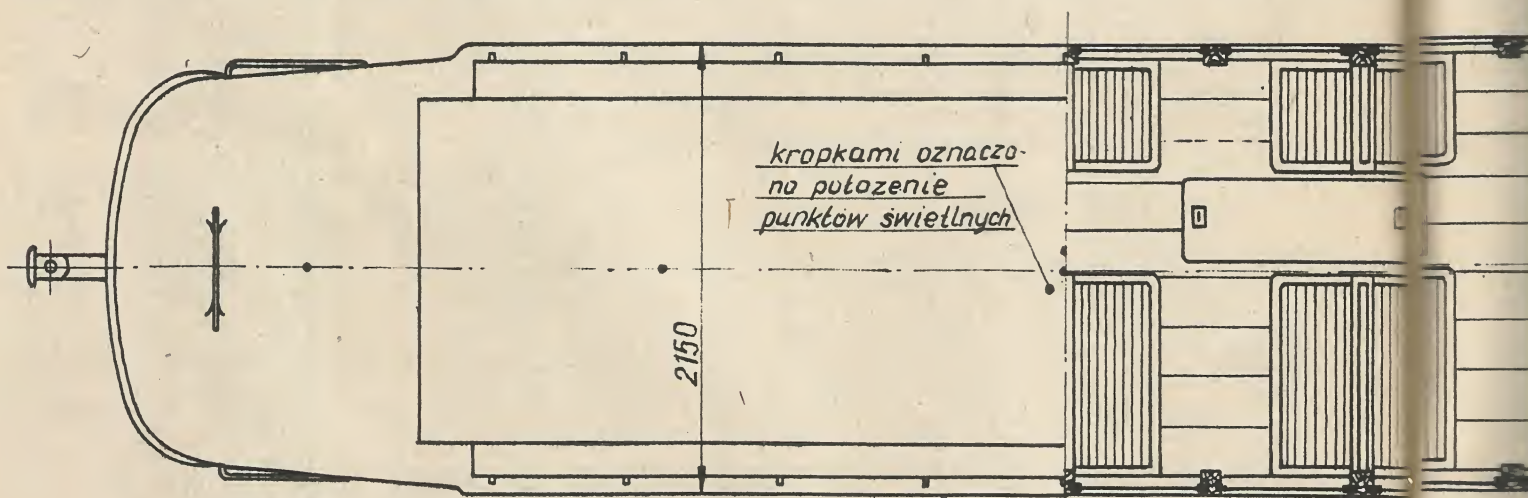 kropkami oznaczo-
no położenie
punktów świetlnych
2150